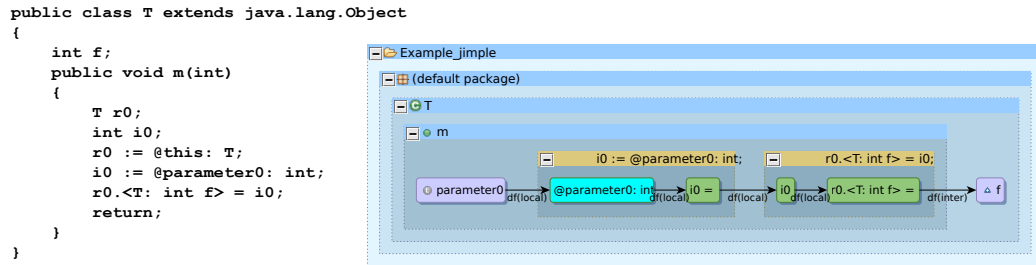 public class T extends java.lang.Object
{
int f;
public void m(int)
{
T r0;
int i0;
r0 := @this: T;
i0 := @parameter0: int;
r0.<T: int f> = i0;
return;
}
}
Example_jimple
(default package)
T
m
i0 := @parameter0: int;
r0.<T: int f> = i0;
parameter0
df(local)
@parameter0: int
df(local)
i0 =
df(local)
i0
df(local)
r0.<T: int f> =
df(inter)
f